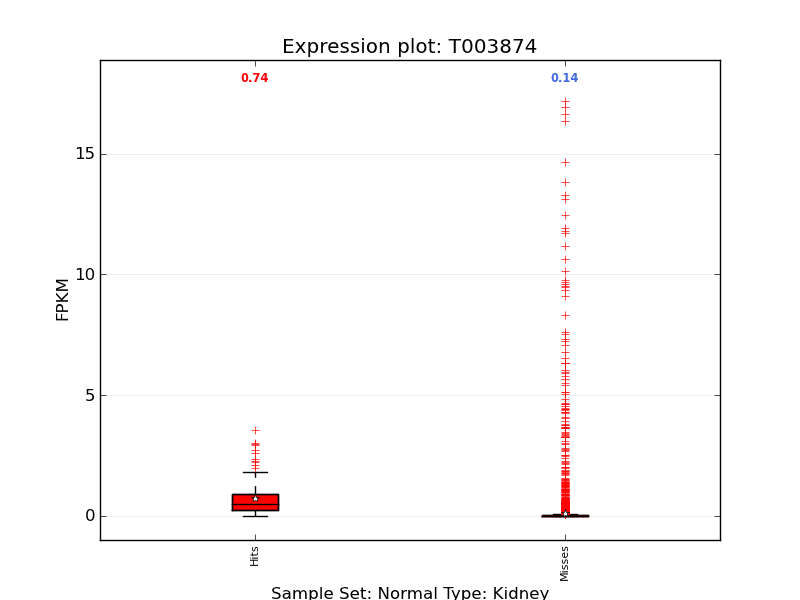 Expression plot: T003874
0.74
0.14
15
10
5
0
FPKM
Hits
Misses
Sample Set: Normal Type: Kidney